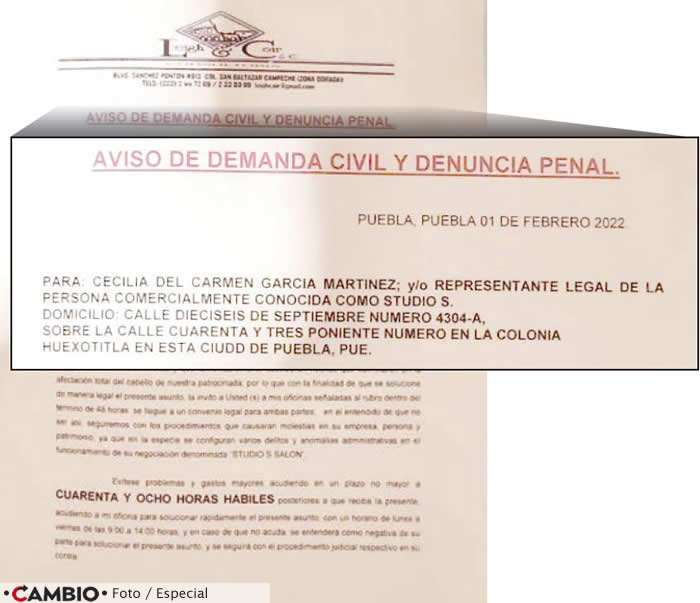 Leigh & Coir S.C.
BLVD. SANCHEZ PONTON #913 COL. SAN BALTAZAR CAMPECHE (ZONA DORADA)
AVISO DE DEMANDA CIVIL Y DENUNCIA PENAL.
AVISO DE DEMANDA CIVIL Y DENUNCIA PENAL.
PUEBLA, PUEBLA 01 DE FEBRERO 2022.
PARA: CECILIA DEL CARMEN GARCIA MARTINEZ; y/o REPRESENTANTE LEGAL DE LA
PERSONA COMERCIALMENTE CONOCIDA COMO STUDIO S.
DOMICILIO: CALLE DIECISEIS DE SEPTIEMBRE NUMERO 4304-A,
SOBRE LA CALLE CUARENTA Y TRES PONIENTE NUMERO EN LA COLONIA
HUEXOTITLA EN ESTA CIUDD DE PUEBLA, PUE.
afectación total del cabello de nuestra patrocinada, por lo que con la finalidad de que se solucione
de manera legal el presente asunto, la invito a Usted (s) a mis oficinas señaladas al rubro dentro del
término de 48 horas, se llegue a un convenio legal para ambas partes, en el entendido de que no
ser así, seguiremos con los procedimientos que causaran molestias en su empresa, persona y
patrimonio, ya que en la especie se configuran varios delitos y anomalías administrativas en el
funcionamiento de su negociación denominada "STUDIO S SALON".
Evitese problemas y gastos mayores acudiendo en un plazo no mayor a
CUARENTA Y OCHO HORAS HABILES posteriores a que reciba la presente,
acudiendo a mi oficina para solucionar rapidamente el presente asunto, con un horario de lunes a
viernes de las 9:00 a 14:00 horas, y en caso de que no acuda, se entenderá como negativa de su
parte para solucionar el presente asunto, y se seguirá con el procedimiento judicial respectivo en su
contra.
CAMBIO Foto / Especial